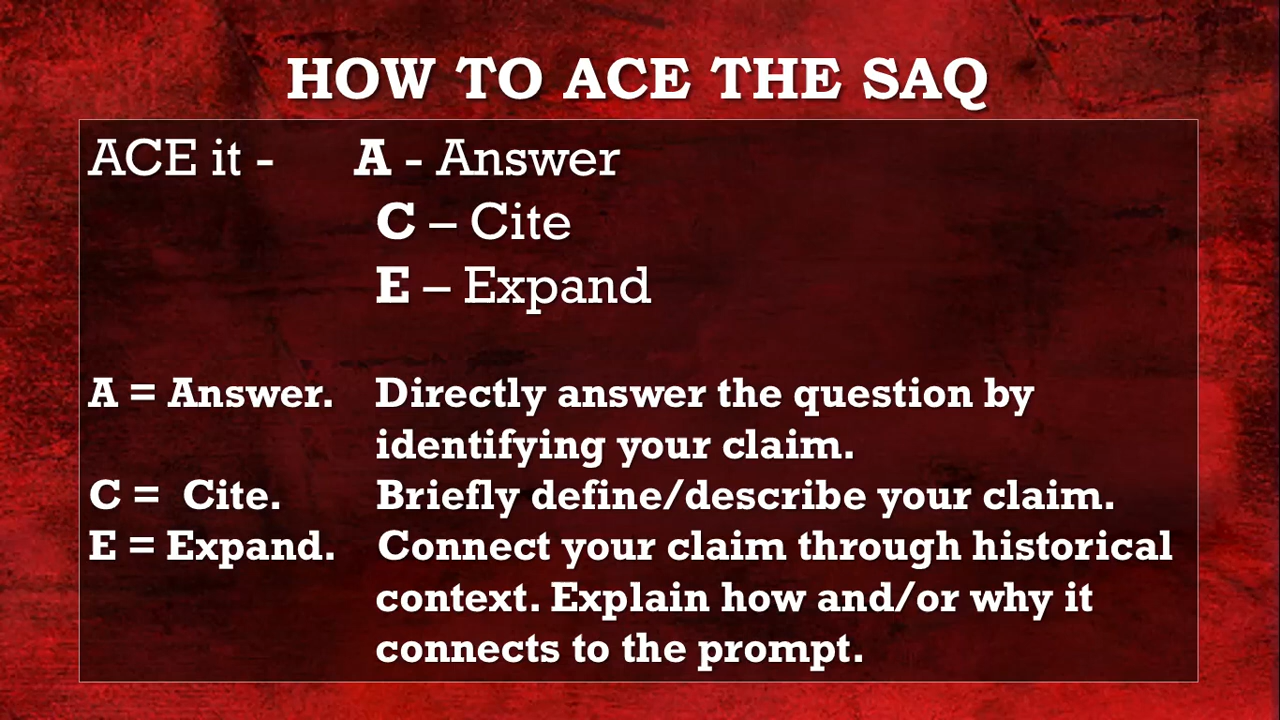 HOW TO ACE THE SAQ
ACE it - A - Answer
C – Cite
E – Expand
A = Answer. Directly answer the question by
identifying your claim.
C = Cite. Briefly define/describe your claim.
E = Expand. Connect your claim through historical
context. Explain how and/or why it
connects to the prompt.